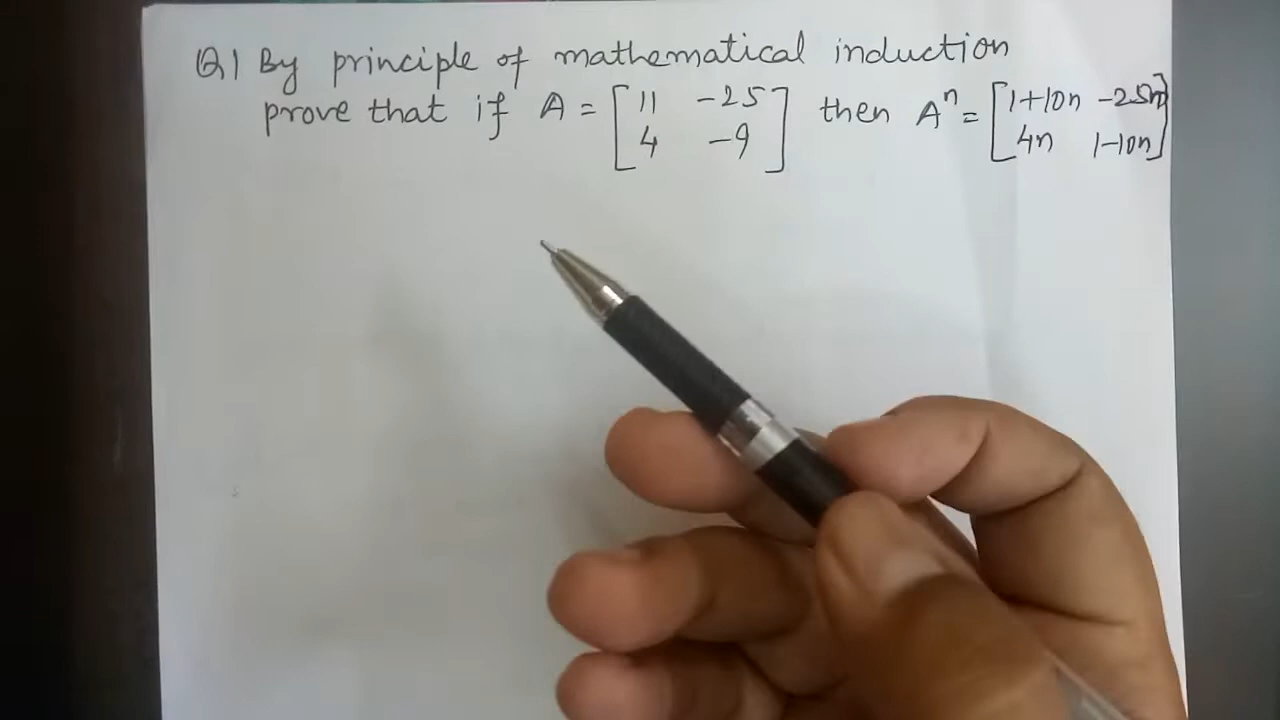 Q1 By principle of mathematical induction
prove that if A = [11 -25 then Aⁿ = [1+10n -25n]
4 -9] 4n 1-10n]